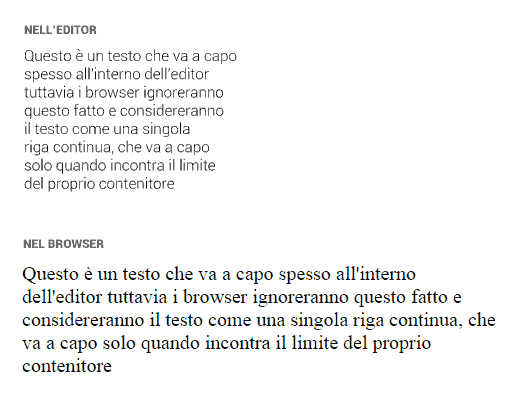 NELL'EDITOR
Questo è un testo che va a capo
spesso all'interno dell'editor
tuttavia i browser ignoreranno
questo fatto e considereranno
il testo come una singola
riga continua, che va a capo
solo quando incontra il limite
del proprio contenitore
NEL BROWSER
Questo è un testo che va a capo spesso all'interno
dell'editor tuttavia i browser ignoreranno questo fatto e
considereranno il testo come una singola riga continua, che
va a capo solo quando incontra il limite del proprio
contenitore